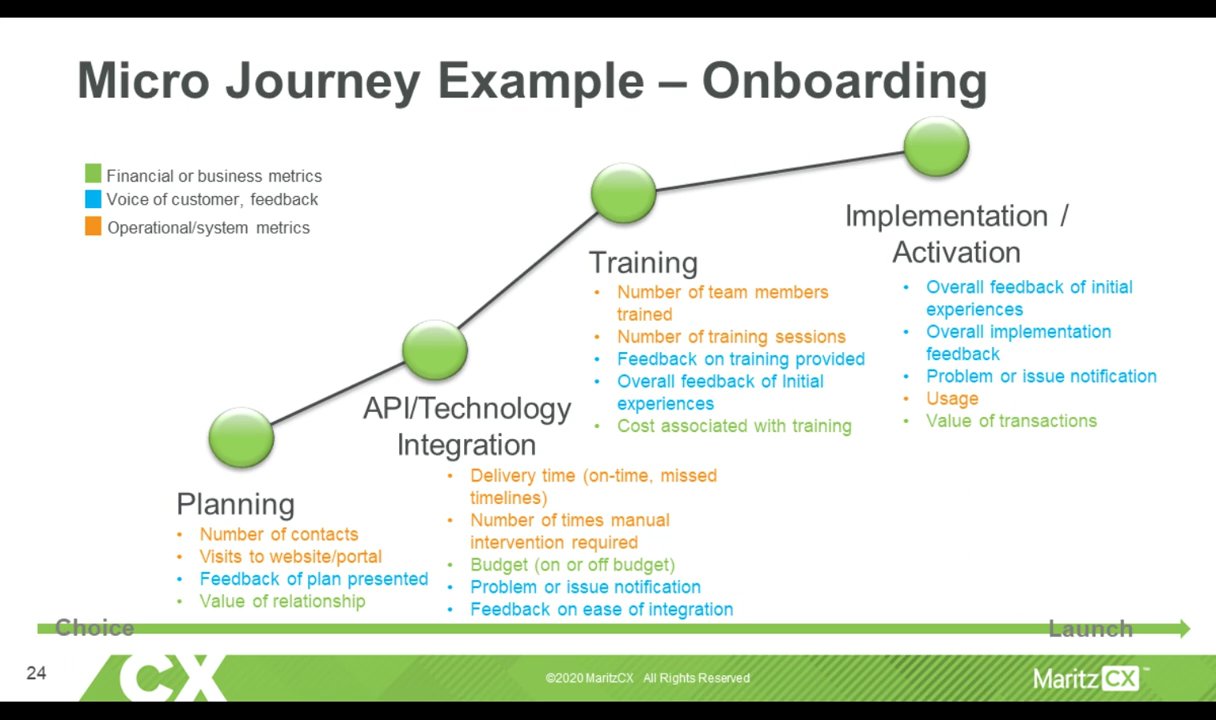 Micro Journey Example – Onboarding
Financial or business metrics
Voice of customer, feedback
Operational/system metrics
Planning
• Number of contacts
• Visits to website/portal
• Feedback of plan presented
• Value of relationship
API/Technology
Integration
• Delivery time (on-time, missed
timelines)
• Number of times manual
intervention required
• Budget (on or off budget)
• Problem or issue notification
• Feedback on ease of integration
Training
• Number of team members
trained
• Number of training sessions
• Feedback on training provided
• Overall feedback of Initial
experiences
• Cost associated with training
Implementation /
Activation
• Overall feedback of initial
experiences
• Overall implementation
feedback
• Problem or issue notification
• Usage
• Value of transactions
Choice
Launch
24
CX
©2020 MaritzCX All Rights Reserved
MaritzCX™